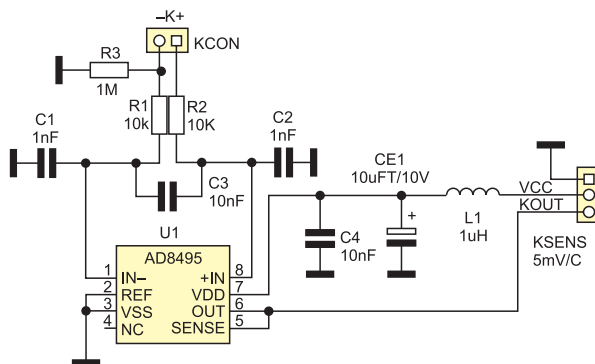 –K+
KCON
R3
1M
R1
10k
R2
10K
C1
1nF
C2
1nF
C3
10nF
CE1
10uFT/10V
+
VCC
KOUT
L1
1uH
KSENS
5mV/C
C4
10nF
U1
AD8495
1 IN– +IN 8
2 REF VDD 7
3 VSS OUT 6
4 NC SENSE 5